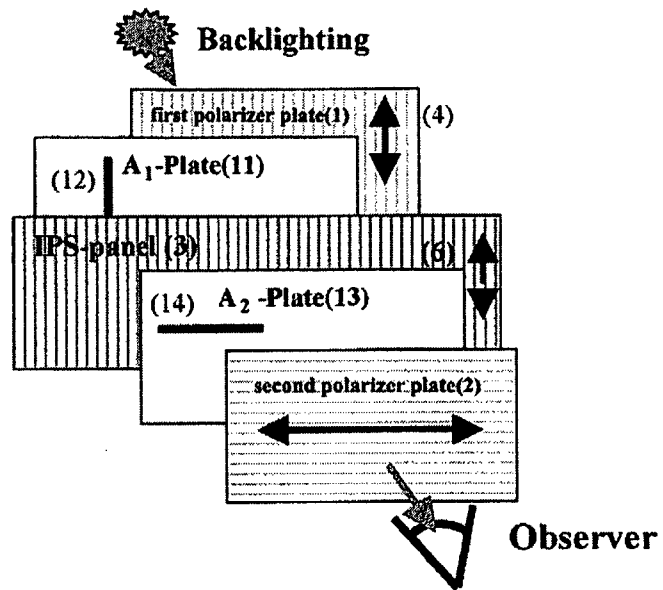 Backlighting
first polarizer plate(1)
(4)
(12)
A1-Plate(11)
IPS-panel (3)
(6)
(14)
A2 -Plate(13)
second polarizer plate(2)
Observer